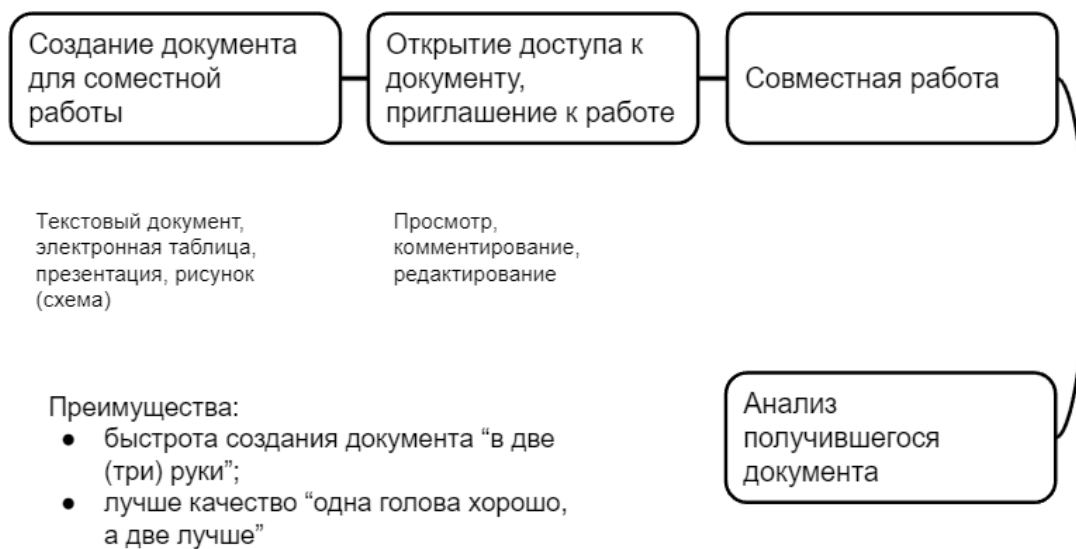 Создание документа
для соместной
работы
Открытие доступа к
документу,
приглашение к работе
Совместная работа
Текстовый документ,
электронная таблица,
презентация, рисунок
(схема)
Просмотр,
комментирование,
редактирование
Преимущества:
● быстрота создания документа “в две
(три) руки”;
● лучше качество “одна голова хорошо,
а две лучше”
Анализ
получившегося
документа